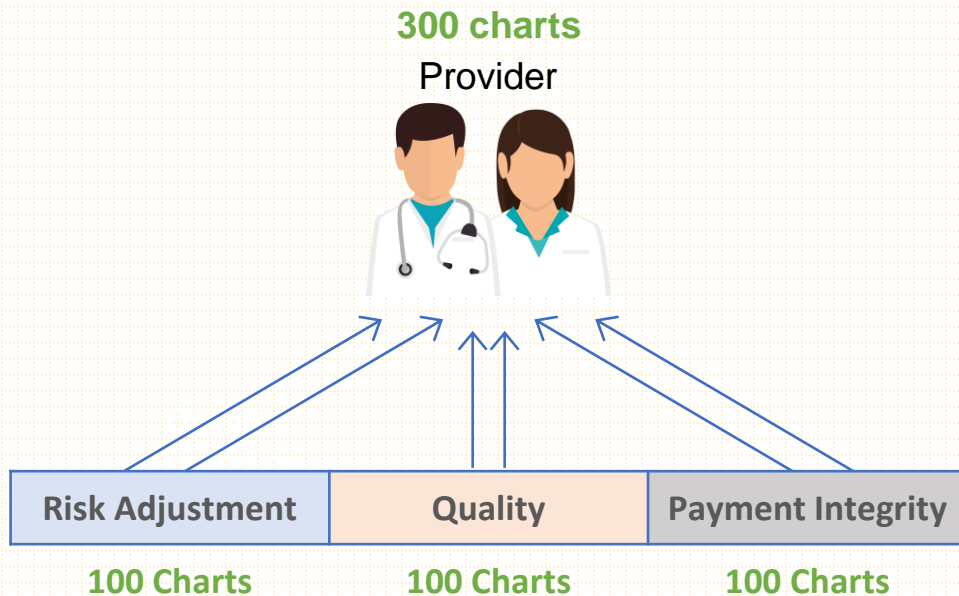 300 charts
Provider
Risk Adjustment
Quality
Payment Integrity
100 Charts
100 Charts
100 Charts